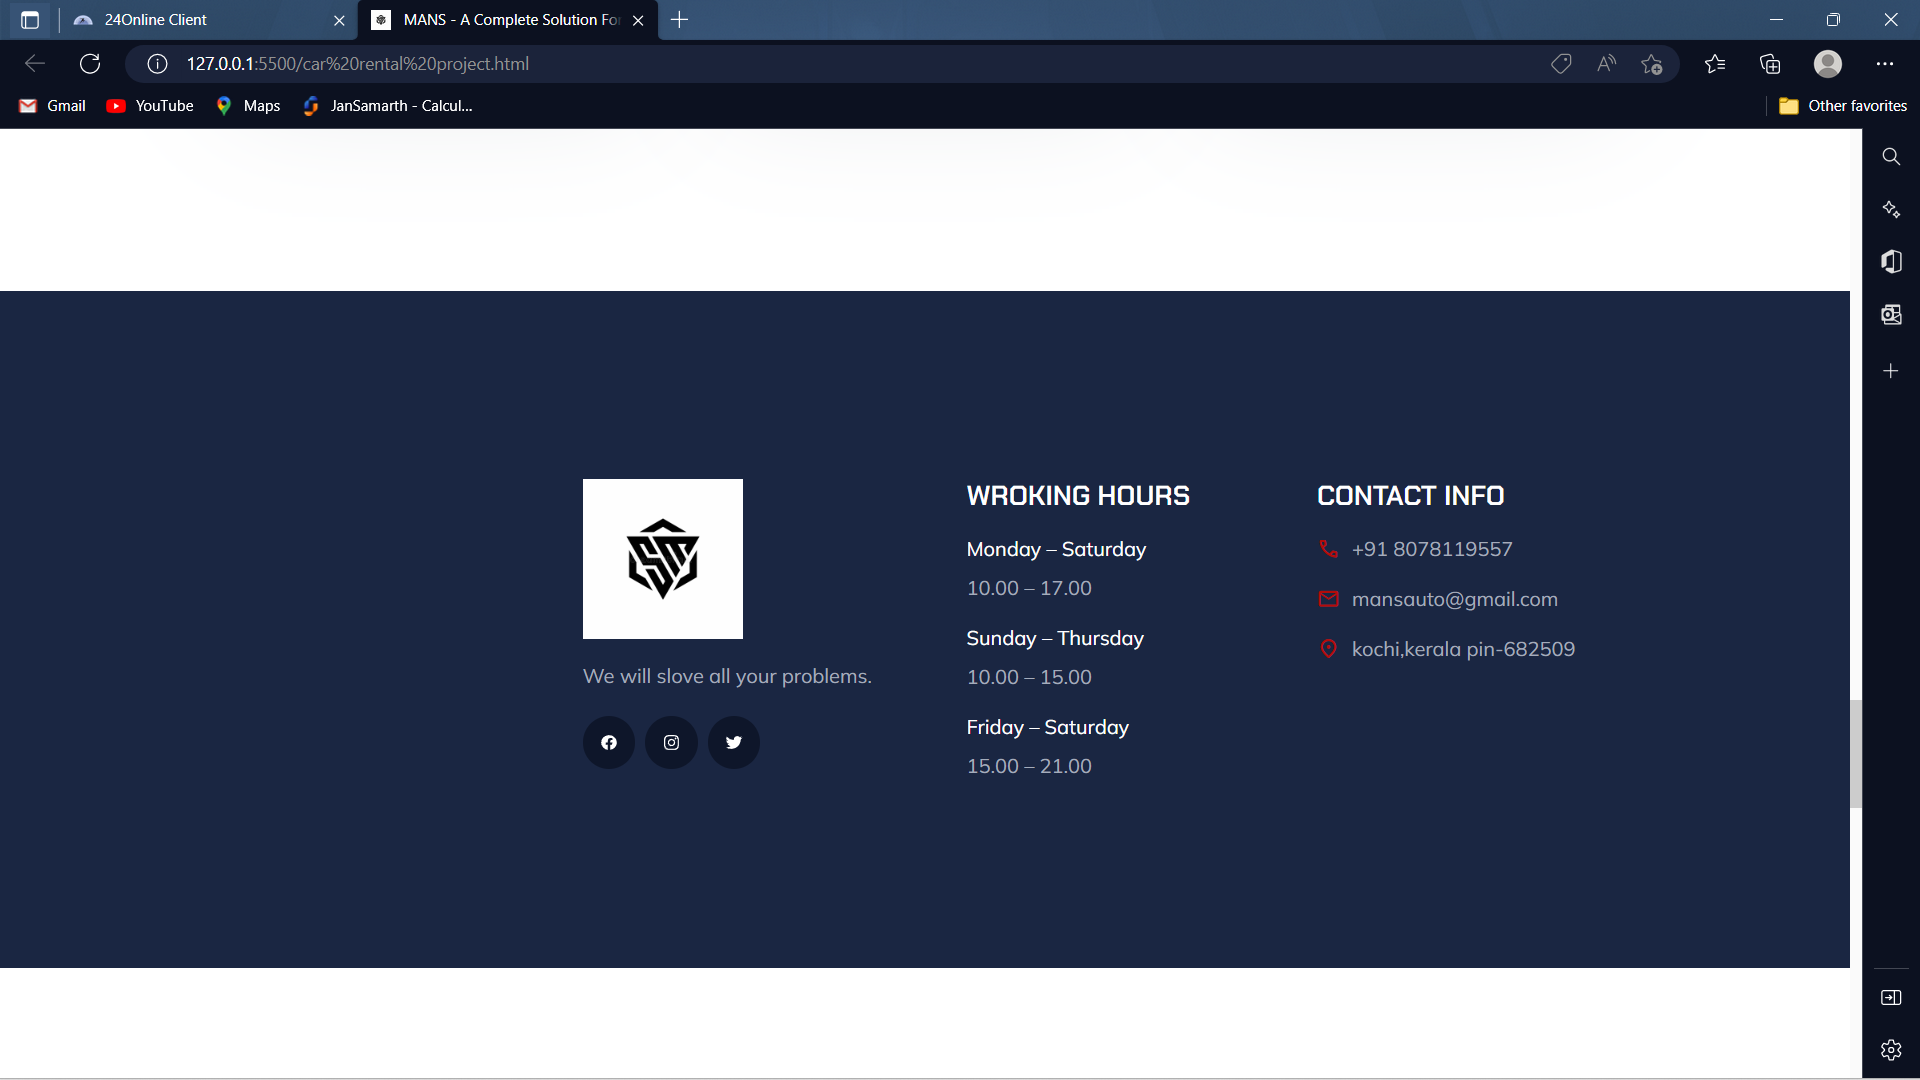 24Online Client
MANS - A Complete Solution Fo
127.0.0.1:5500/car%20rental%20project.html
Gmail
YouTube
Maps
JanSamarth - Calcul...
Other favorites
SM
We will slove all your problems.
WROKING HOURS
Monday – Saturday
10.00 – 17.00
Sunday – Thursday
10.00 – 15.00
Friday – Saturday
15.00 – 21.00
CONTACT INFO
+91 8078119557
mansauto@gmail.com
kochi,kerala pin-682509